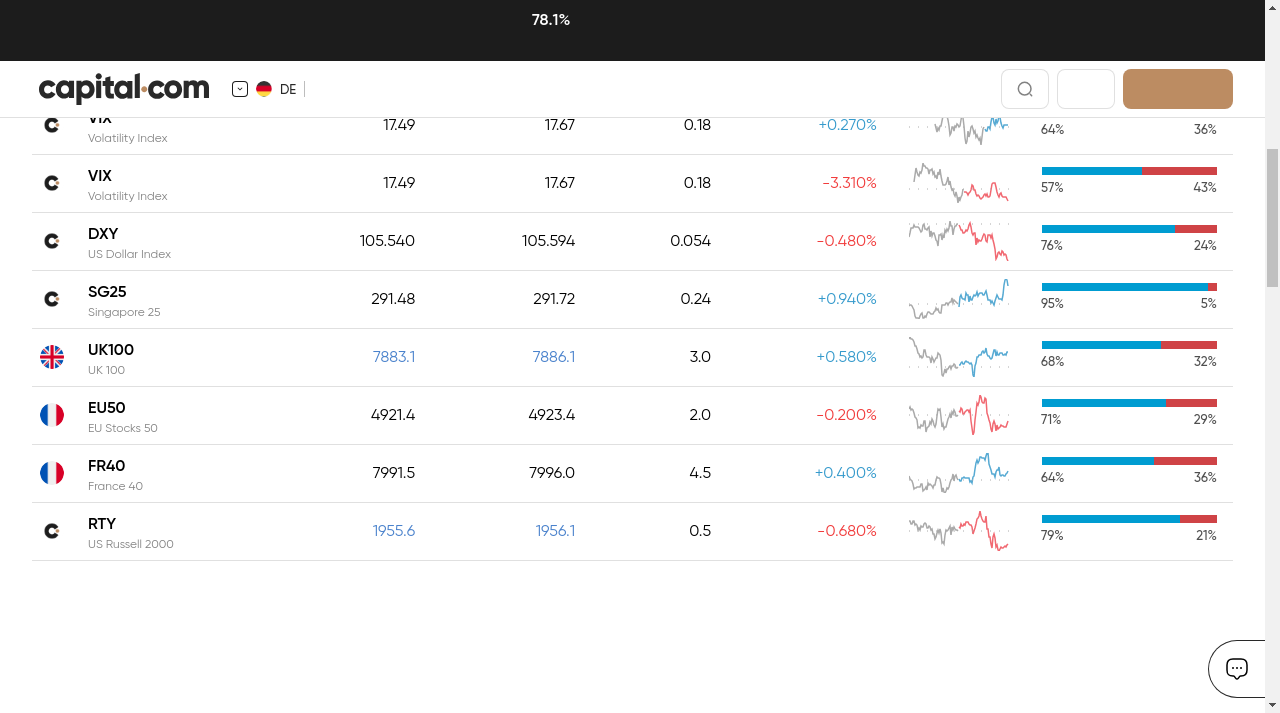 78.1%
capital.com
DE
VIX 17.49 17.67 0.18 +0.270% 64% 36%
Volatility Index
VIX 17.49 17.67 0.18 -3.310% 57% 43%
Volatility Index
DXY 105.540 105.594 0.054 -0.480% 76% 24%
US Dollar Index
SG25 291.48 291.72 0.24 +0.940% 95% 5%
Singapore 25
UK100 7883.1 7886.1 3.0 +0.580% 68% 32%
UK 100
EU50 4921.4 4923.4 2.0 -0.200% 71% 29%
EU Stocks 50
FR40 7991.5 7996.0 4.5 +0.400% 64% 36%
France 40
RTY 1955.6 1956.1 0.5 -0.680% 79% 21%
US Russell 2000